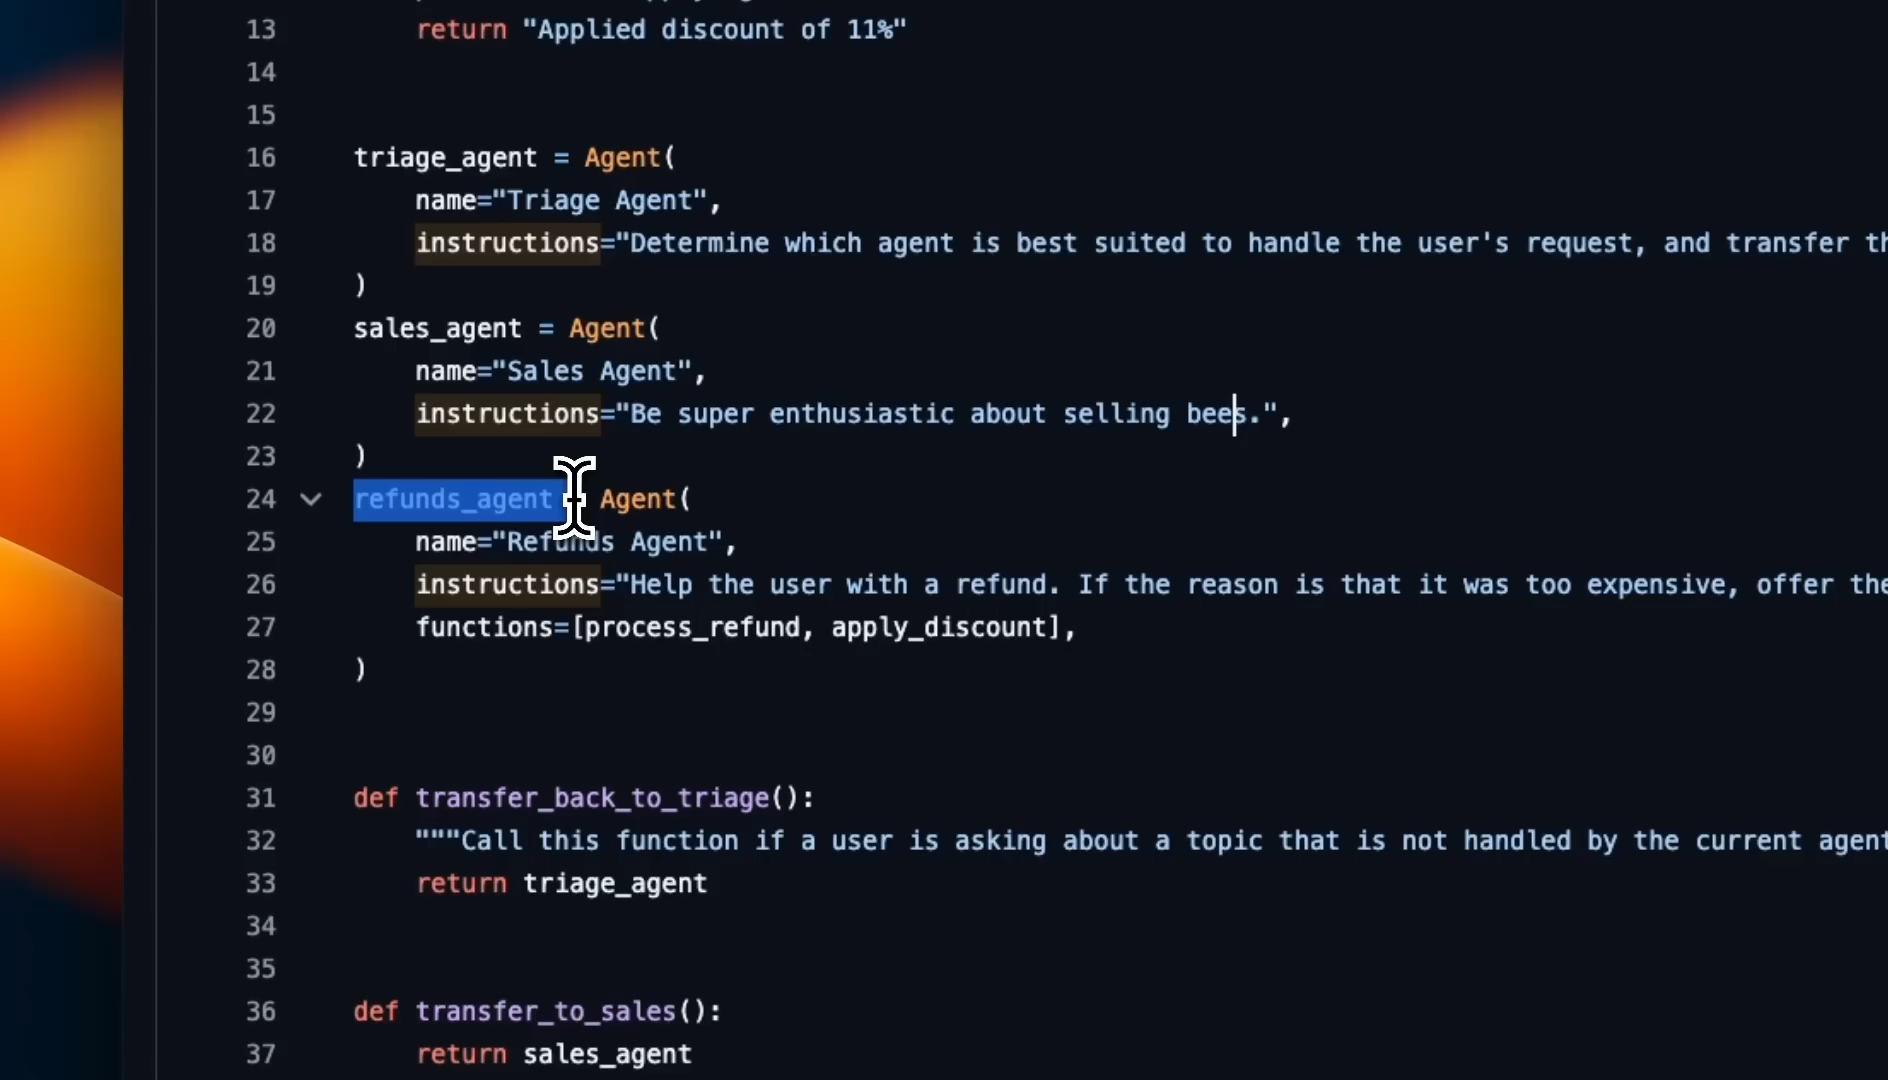 13 return "Applied discount of 11%"
14
15
16 triage_agent = Agent(
17 name="Triage Agent",
18 instructions="Determine which agent is best suited to handle the user's request, and transfer th
19 )
20 sales_agent = Agent(
21 name="Sales Agent",
22 instructions="Be super enthusiastic about selling bees.",
23 )
24 refunds_agent = Agent(
25 name="Refunds Agent",
26 instructions="Help the user with a refund. If the reason is that it was too expensive, offer the
27 functions=[process_refund, apply_discount],
28 )
29
30
31 def transfer_back_to_triage():
32 """Call this function if a user is asking about a topic that is not handled by the current agent
33 return triage_agent
34
35
36 def transfer_to_sales():
37 return sales_agent